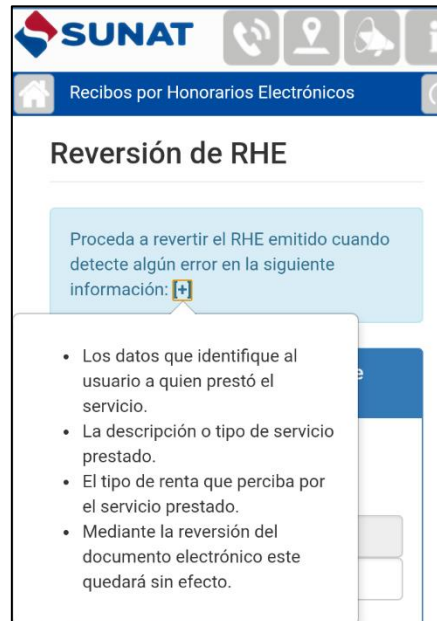 SUNAT
Recibos por Honorarios Electrónicos
Reversión de RHE
Proceda a revertir el RHE emitido cuando
detecte algún error en la siguiente
información: [+]
• Los datos que identifique al
usuario a quien prestó el
servicio.
• La descripción o tipo de servicio
prestado.
• El tipo de renta que perciba por
el servicio prestado.
• Mediante la reversión del
documento electrónico este
quedará sin efecto.